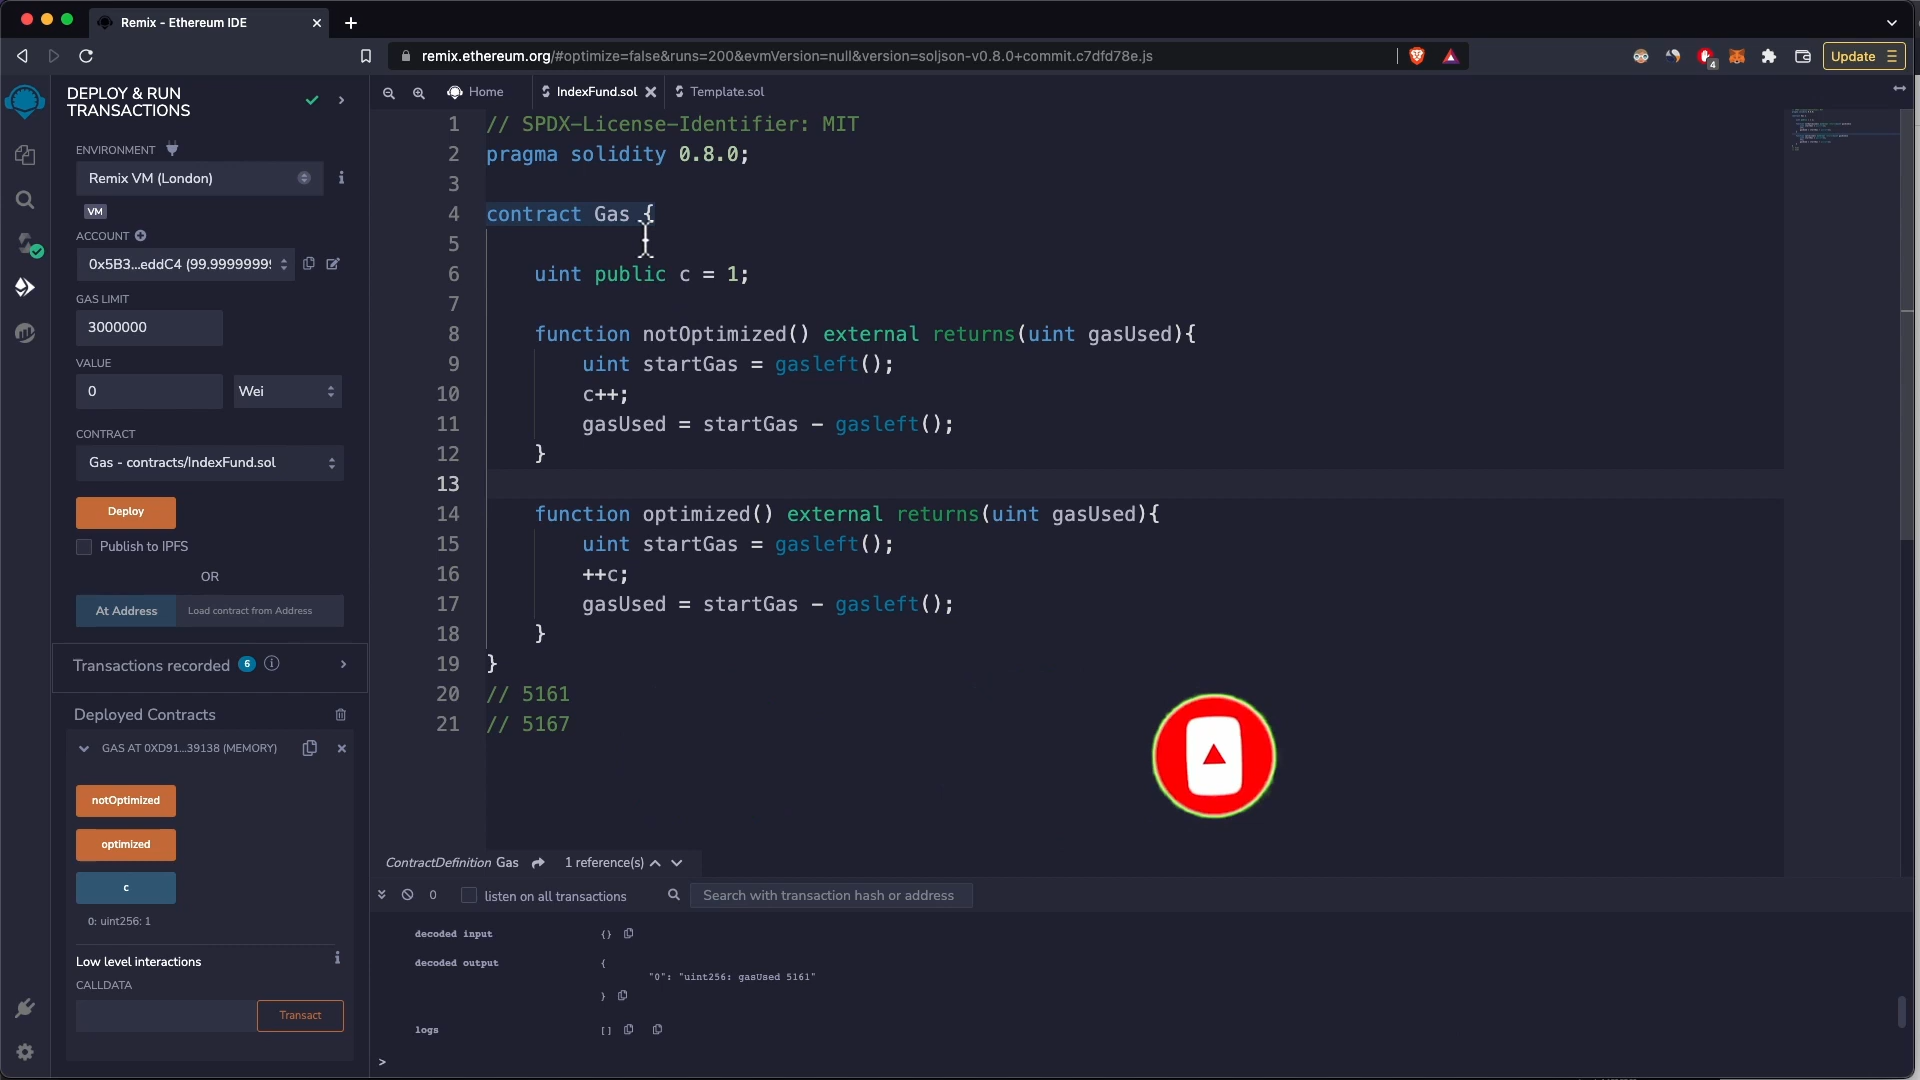 Remix - Ethereum IDE
remix.ethereum.org/#optimize=false&runs=200&evmVersion=null&version=soljson-v0.8.0+commit.c7dfd78e.js
4
Update
DEPLOY & RUN
TRANSACTIONS
ENVIRONMENT
Remix VM (London)
VM
ACCOUNT
0x5B3...eddC4 (99.9999999
GAS LIMIT
3000000
VALUE
0
Wei
CONTRACT
Gas - contracts/IndexFund.sol
Deploy
Publish to IPFS
OR
At Address
Load contract from Address
Transactions recorded 6
Deployed Contracts
GAS AT 0XD91...39138 (MEMORY)
notOptimized
optimized
c
0: uint256: 1
Low level interactions
CALLDATA
Transact
Home
IndexFund.sol
Template.sol
1 // SPDX-License-Identifier: MIT
2 pragma solidity 0.8.0;
3
4 contract Gas {
5
6 uint public c = 1;
7
8 function notOptimized() external returns(uint gasUsed){
9 uint startGas = gasleft();
10 c++;
11 gasUsed = startGas - gasleft();
12 }
13
14 function optimized() external returns(uint gasUsed){
15 uint startGas = gasleft();
16 ++c;
17 gasUsed = startGas - gasleft();
18 }
19 }
20 // 5161
21 // 5167
ContractDefinition Gas
1 reference(s)
0
listen on all transactions
Search with transaction hash or address
decoded input
{}
decoded output
{
"0": "uint256: gasUsed 5161"
}
logs
[]
>